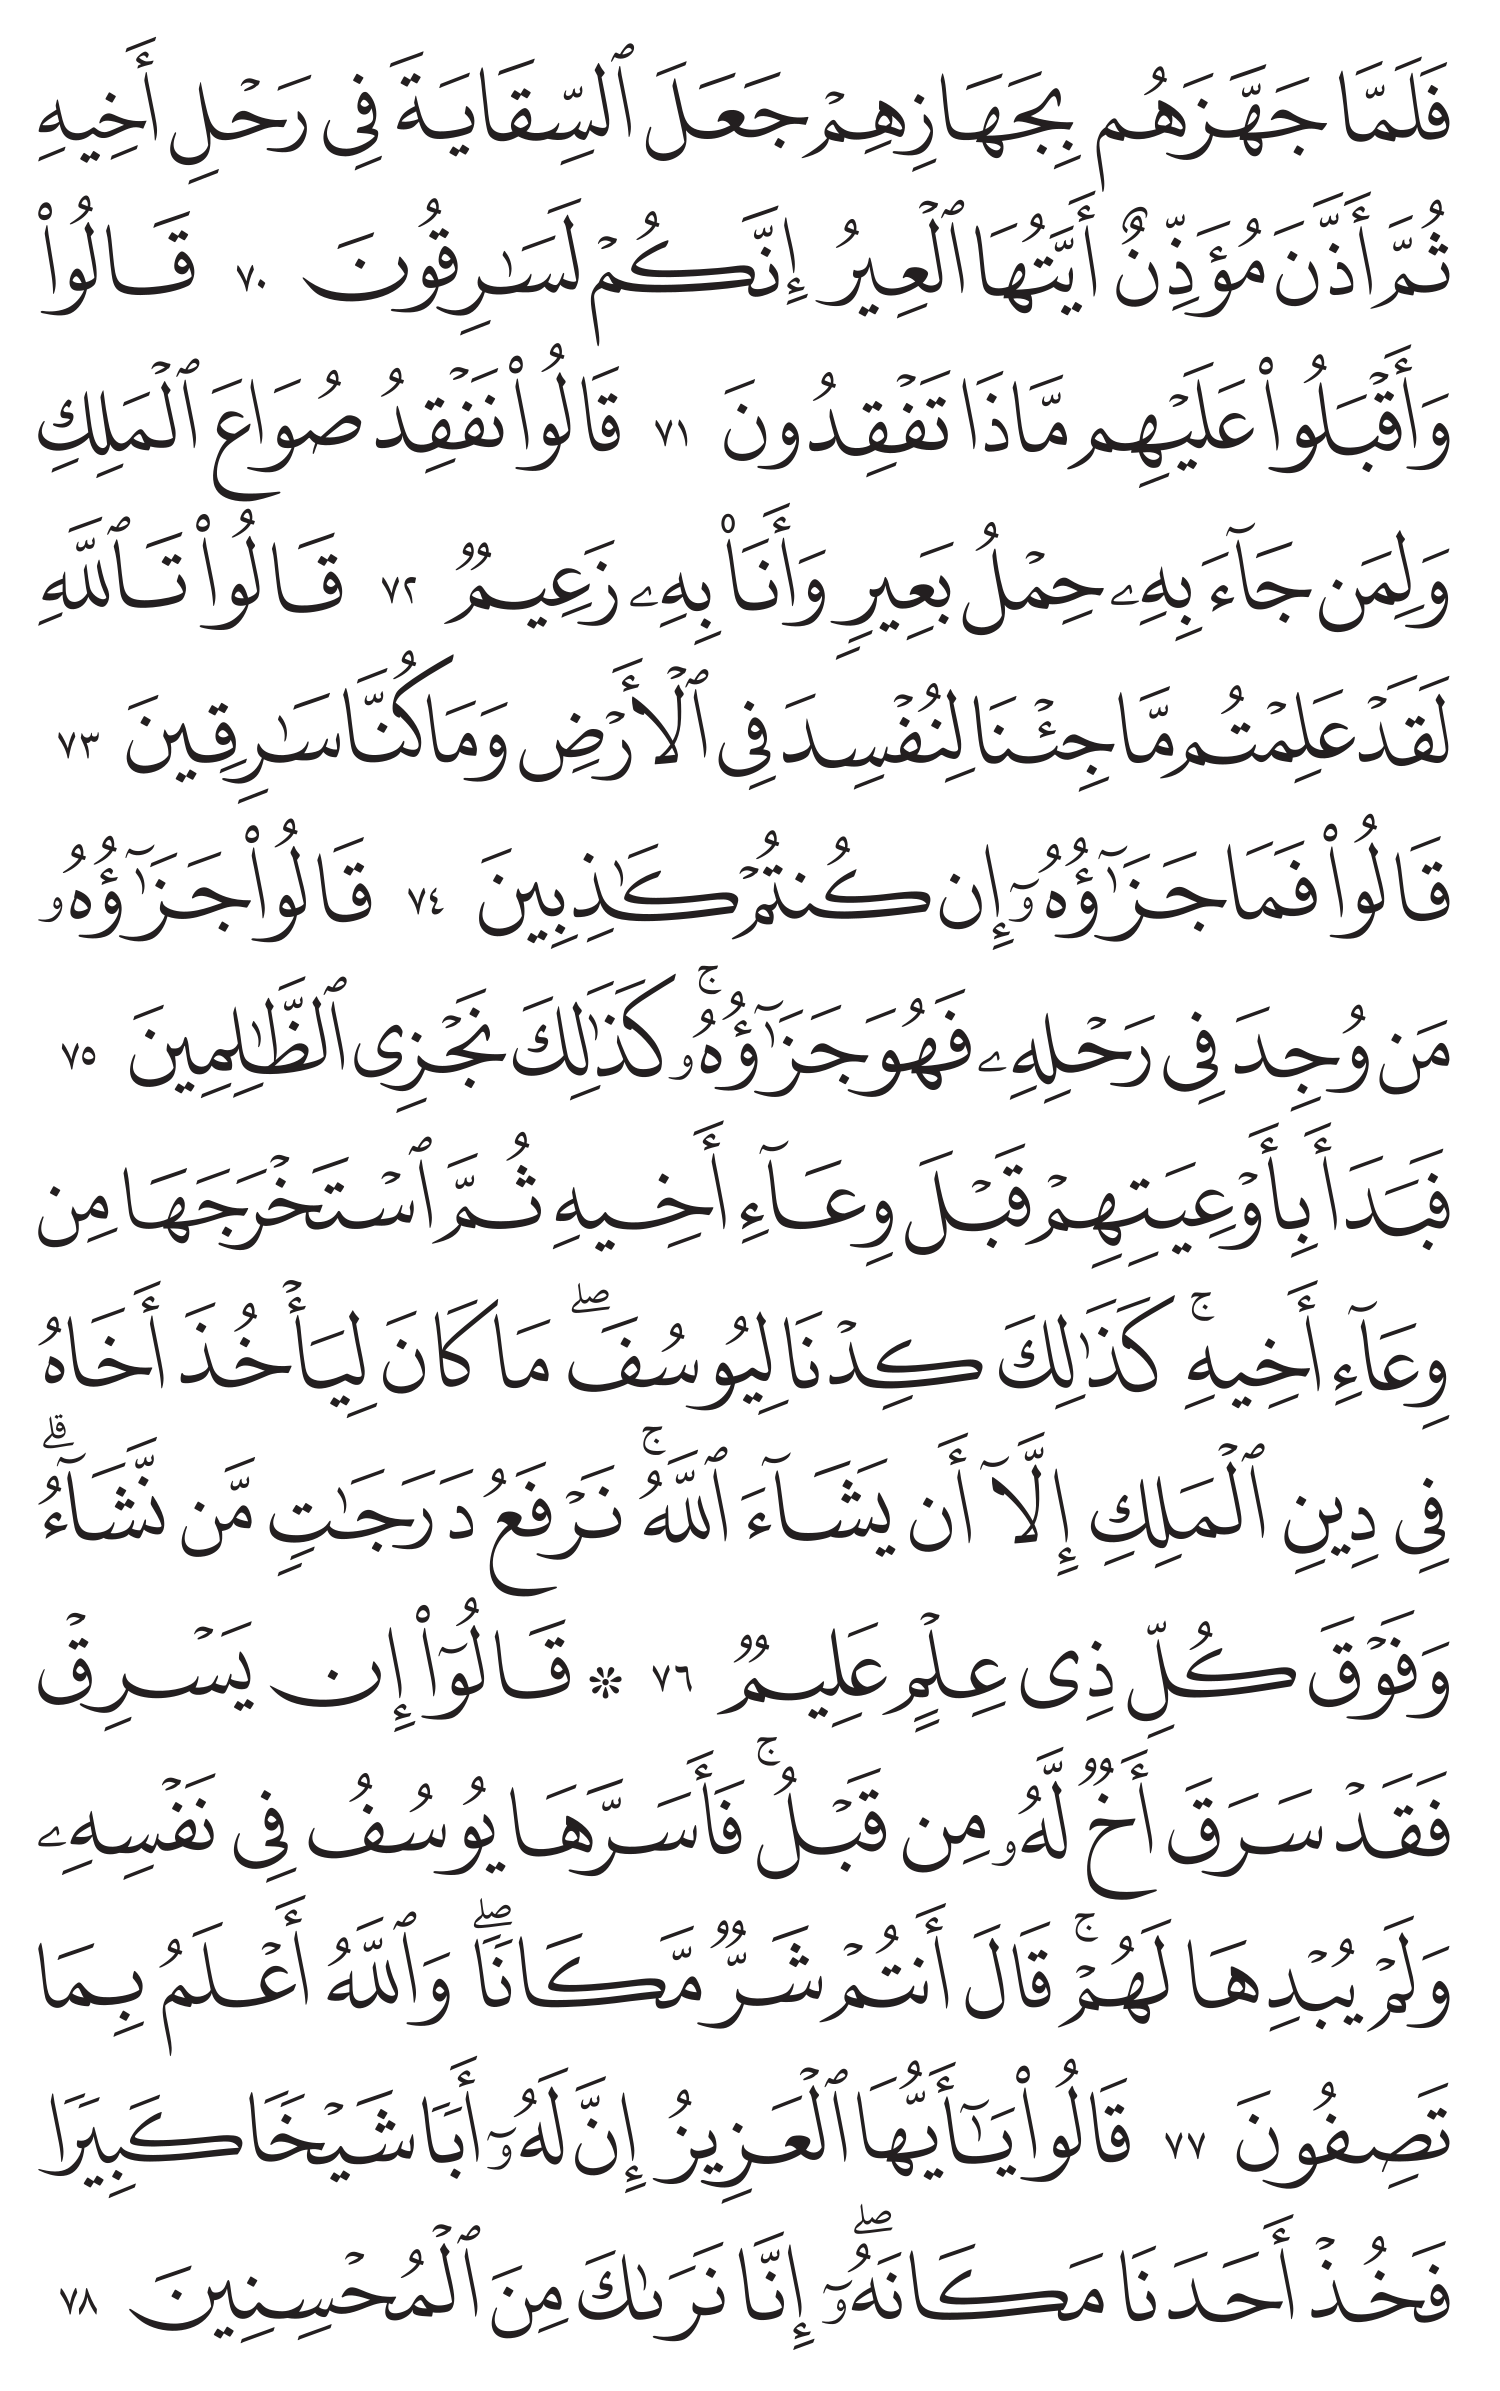 فَلَمَّا جَهَّزَهُم بِجَهَازِهِمۡ جَعَلَ ٱلسِّقَايَةَ فِى رَحۡلِ أَخِيهِ
ثُمَّ أَذَّنَ مُؤَذِّنٌ أَيَّتُهَا ٱلۡعِيرُ إِنَّكُمۡ لَسَٰرِقُونَ ٧٠ قَالُواْ
وَأَقۡبَلُواْ عَلَيۡهِم مَّاذَا تَفۡقِدُونَ ٧١ قَالُواْ نَفۡقِدُ صُوَاعَ ٱلۡمَلِكِ
وَلِمَن جَآءَ بِهِۦ حِمۡلُ بَعِيرٖ وَأَنَا۠ بِهِۦ زَعِيمٞ ٧٢ قَالُواْ تَٱللَّهِ
لَقَدۡ عَلِمۡتُم مَّا جِئۡنَا لِنُفۡسِدَ فِى ٱلۡأَرۡضِ وَمَا كُنَّا سَٰرِقِينَ ٧٣
قَالُواْ فَمَا جَزَٰٓؤُهُۥٓ إِن كُنتُمۡ كَٰذِبِينَ ٧٤ قَالُواْ جَزَٰٓؤُهُۥ
مَن وُجِدَ فِى رَحۡلِهِۦ فَهُوَ جَزَٰٓؤُهُۥۚ كَذَٰلِكَ نَجۡزِى ٱلظَّٰلِمِينَ ٧٥
فَبَدَأَ بِأَوۡعِيَتِهِمۡ قَبۡلَ وِعَآءِ أَخِيهِ ثُمَّ ٱسۡتَخۡرَجَهَا مِن
وِعَآءِ أَخِيهِۚ كَذَٰلِكَ كِدۡنَا لِيُوسُفَۖ مَا كَانَ لِيَأۡخُذَ أَخَاهُ
فِى دِينِ ٱلۡمَلِكِ إِلَّآ أَن يَشَآءَ ٱللَّهُۚ نَرۡفَعُ دَرَجَٰتٖ مَّن نَّشَآءُۗ
وَفَوۡقَ كُلِّ ذِى عِلۡمٍ عَلِيمٞ ٧٦ ۞ قَالُوٓاْ إِن يَسۡرِقۡ
فَقَدۡ سَرَقَ أَخٞ لَّهُۥ مِن قَبۡلُۚ فَأَسَرَّهَا يُوسُفُ فِى نَفۡسِهِۦ
وَلَمۡ يُبۡدِهَا لَهُمۡۚ قَالَ أَنتُمۡ شَرّٞ مَّكَانٗاۖ وَٱللَّهُ أَعۡلَمُ بِمَا
تَصِفُونَ ٧٧ قَالُواْ يَٰٓأَيُّهَا ٱلۡعَزِيزُ إِنَّ لَهُۥٓ أَبٗا شَيۡخٗا كَبِيرٗا
فَخُذۡ أَحَدَنَا مَكَانَهُۥٓۖ إِنَّا نَرَىٰكَ مِنَ ٱلۡمُحۡسِنِينَ ٧٨